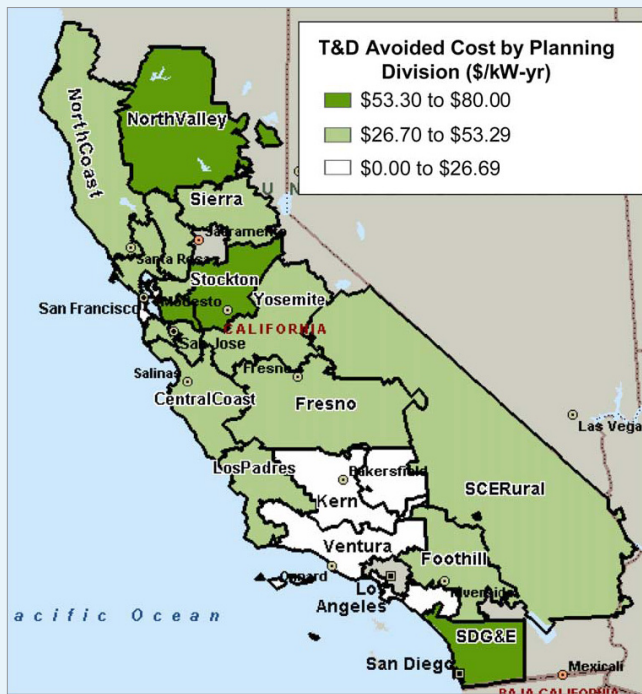 T&D Avoided Cost by Planning
Division ($/kW-yr)
$53.30 to $80.00
$26.70 to $53.29
$0.00 to $26.69
NorthCoast
NorthValley
U N
Sierra
Sacramento
Santa Rosa
Stockton
San Francisco
Modesto
Yosemite
CALIFORNIA
San Jose
Salinas
Fresno
CentralCoast
Fresno
Las Vega
LosPadres
Bakersfield
SCERural
Kern
Ventura
Foothill
Oxnard
Riverside
Los
Angeles
acific Ocean
SDG&E
San Diego
Mexicali
BAJA CALIFORNIA